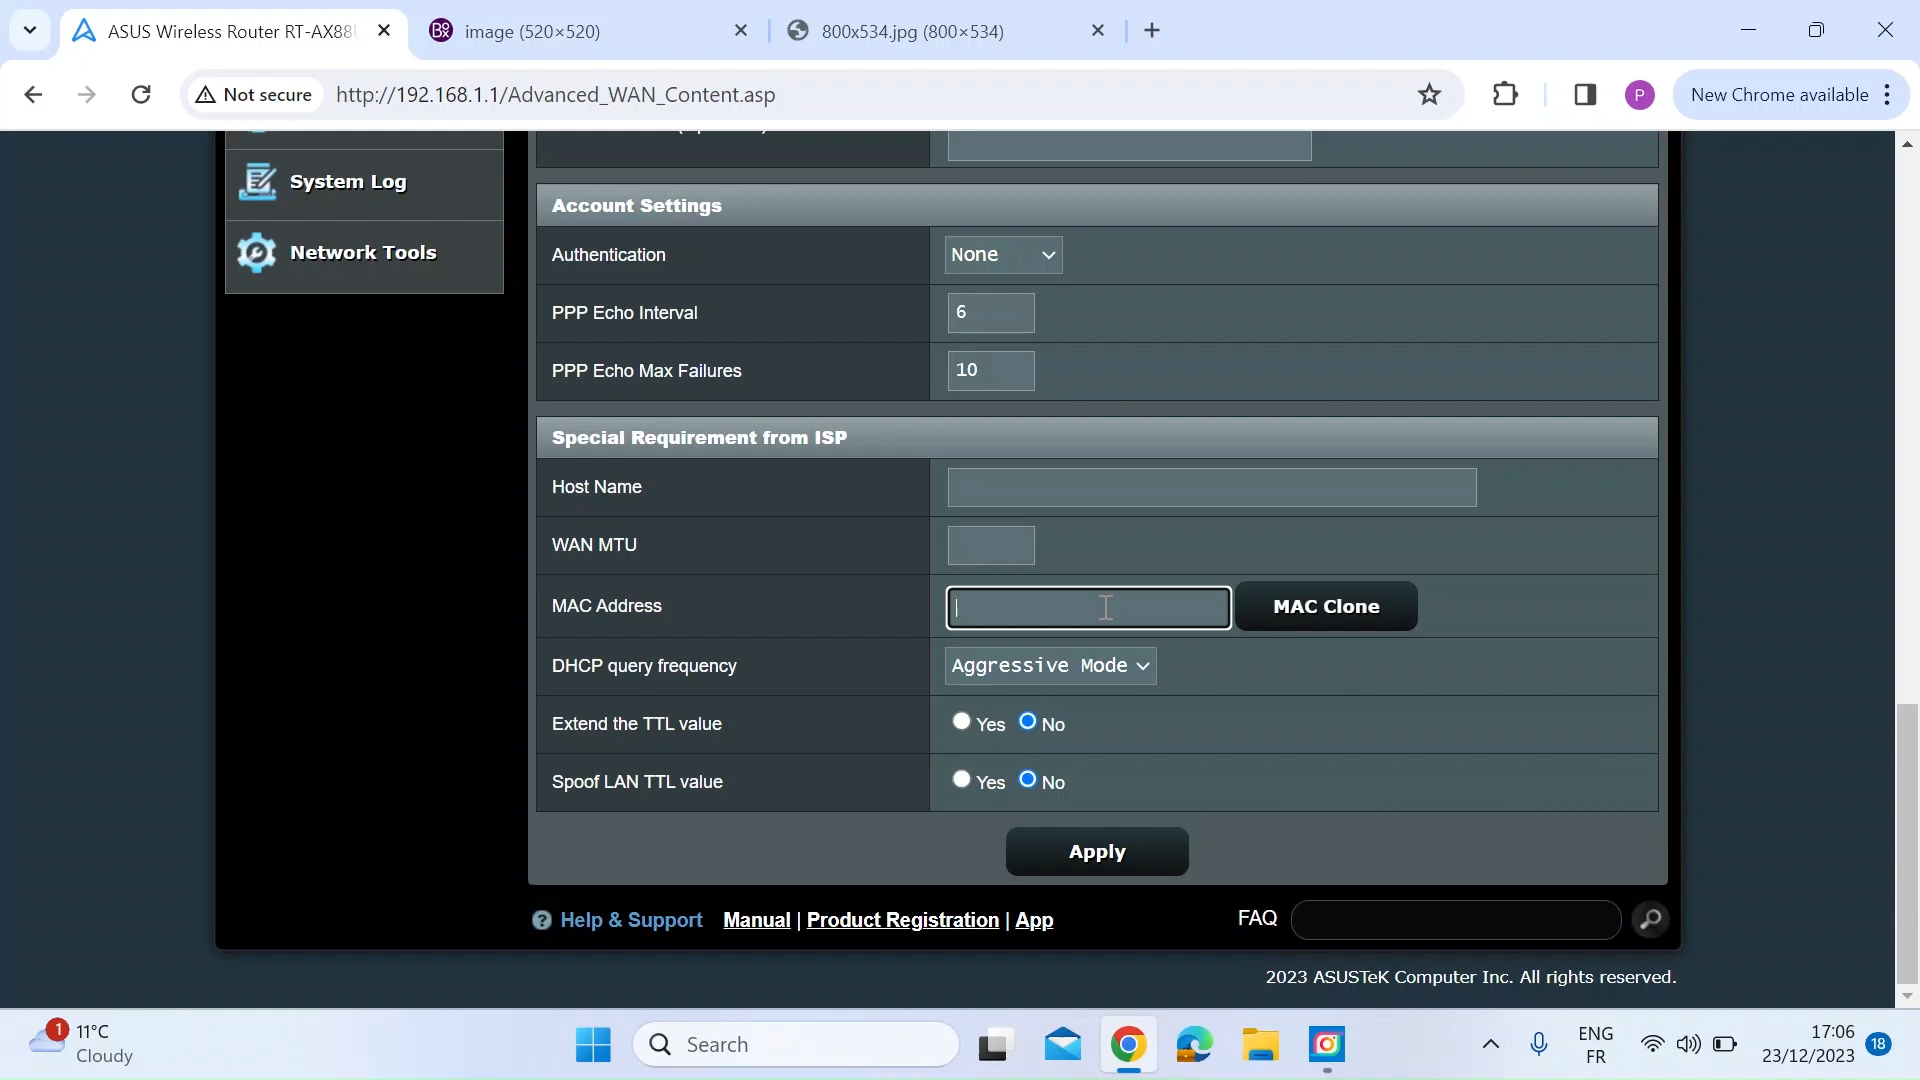 ASUS Wireless Router RT-AX88U
image (520×520)
800x534.jpg (800×534)
Not secure
http://192.168.1.1/Advanced_WAN_Content.asp
P
New Chrome available
System Log
Network Tools
Account Settings
Authentication None
PPP Echo Interval 6
PPP Echo Max Failures 10
Special Requirement from ISP
Host Name
WAN MTU
MAC Address MAC Clone
DHCP query frequency Aggressive Mode
Extend the TTL value Yes No
Spoof LAN TTL value Yes No
Apply
Help & Support Manual | Product Registration | App FAQ
2023 ASUSTeK Computer Inc. All rights reserved.
1
11°C
Cloudy
Search
ENG
FR
17:06
23/12/2023
18